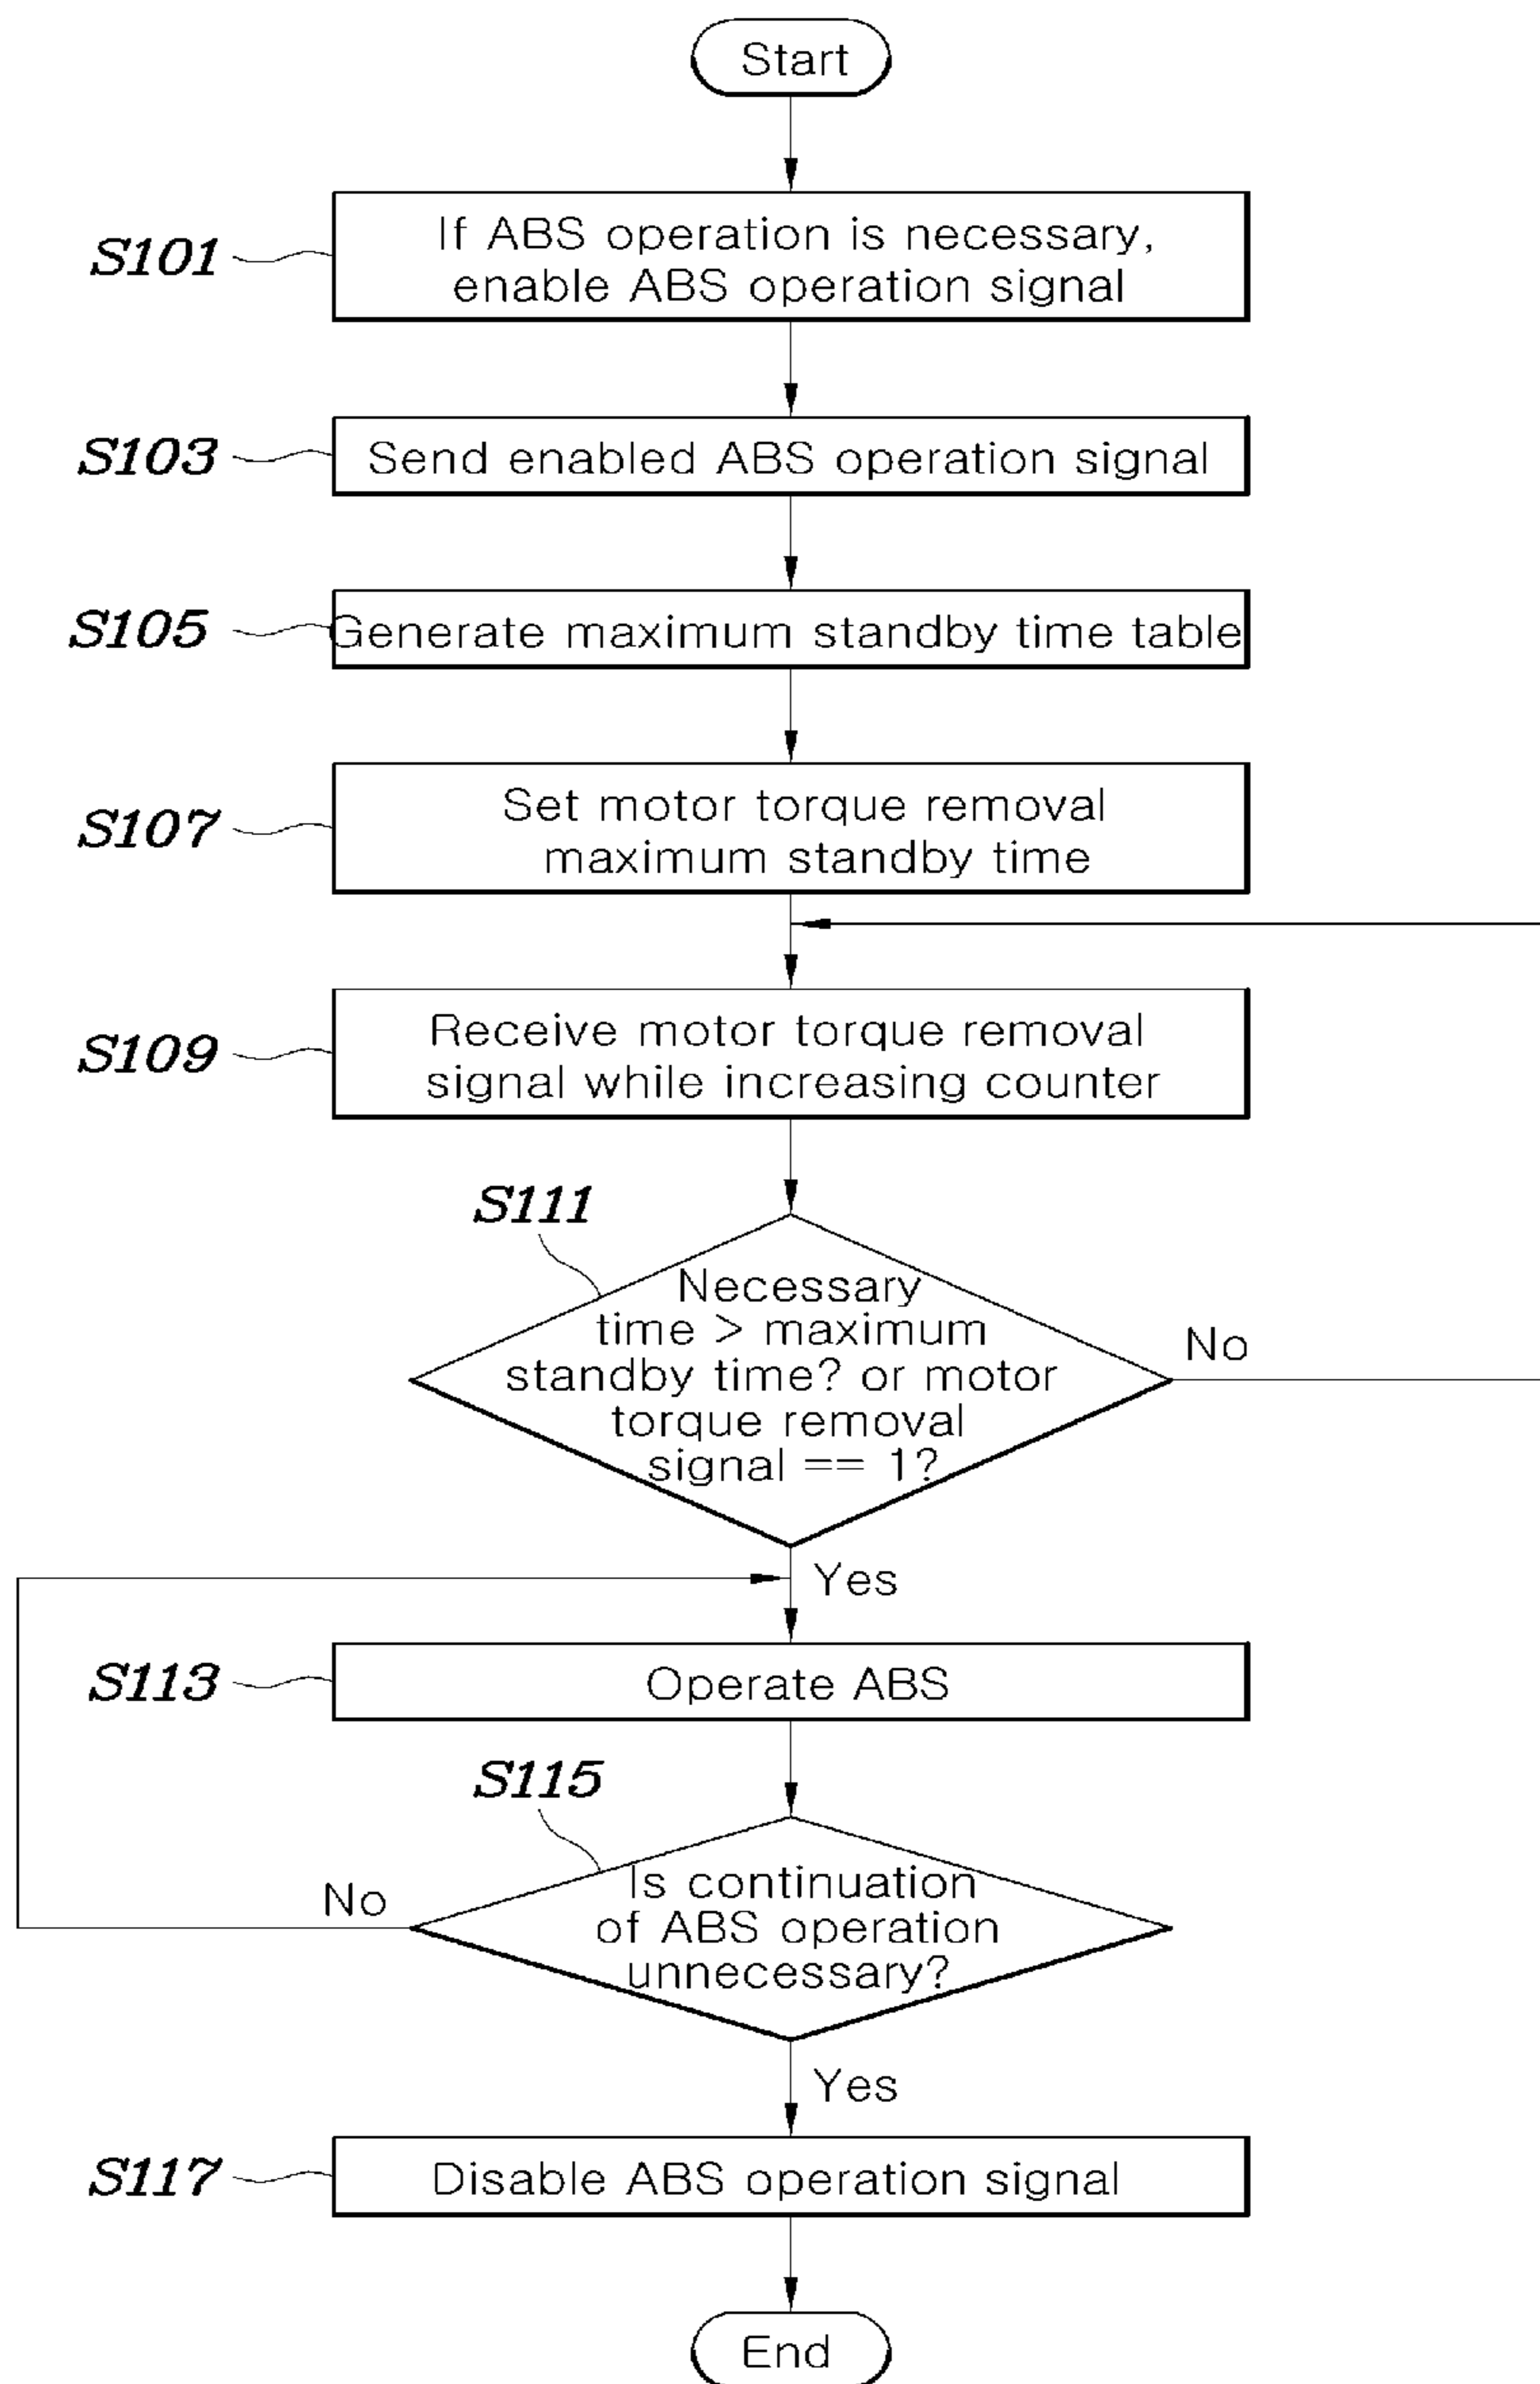 Start
S101
If ABS operation is necessary,
enable ABS operation signal
S103
Send enabled ABS operation signal
S105
Generate maximum standby time table
S107
Set motor torque removal
maximum standby time
S109
Receive motor torque removal
signal while increasing counter
S111
Necessary
time > maximum
standby time? or motor
torque removal
signal == 1?
No
Yes
S113
Operate ABS
S115
Is continuation
of ABS operation
unnecessary?
No
Yes
S117
Disable ABS operation signal
End